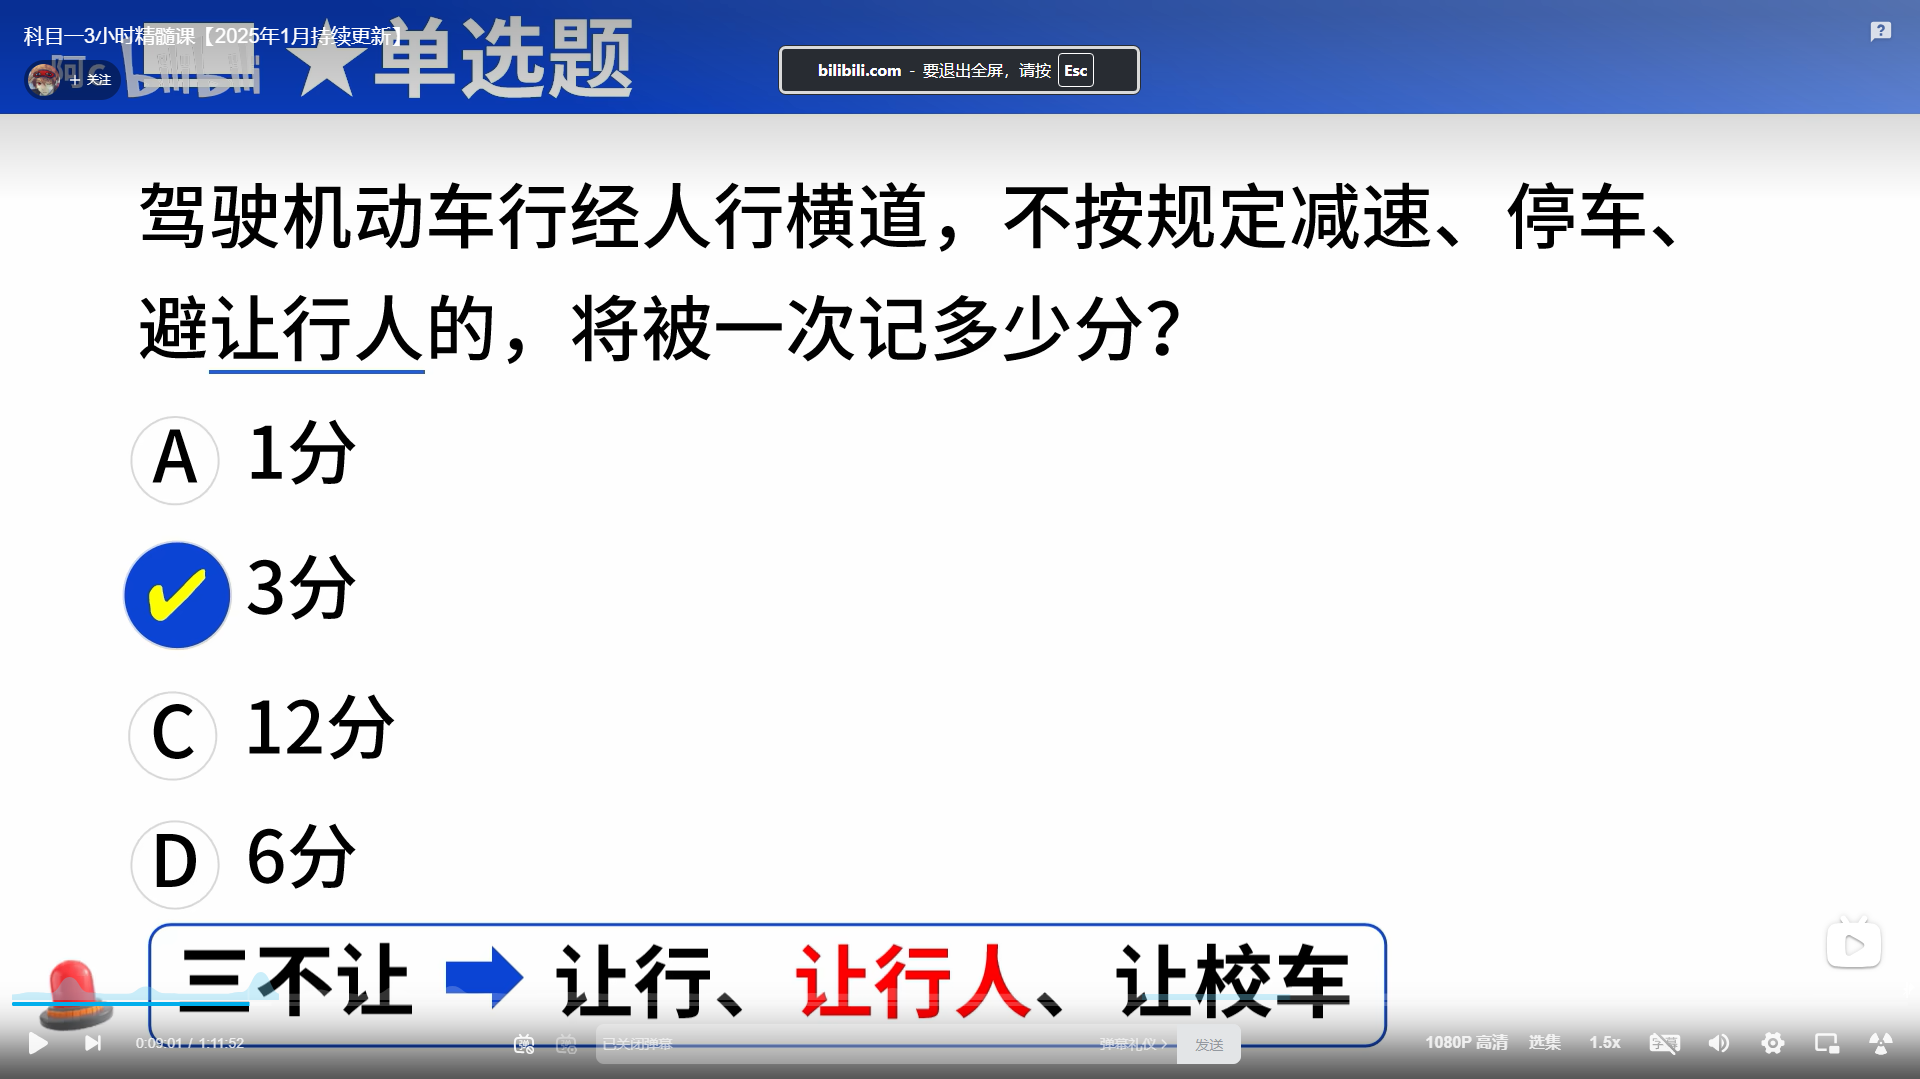 科目一3小时精髓课【2025年1月持续更新】
★单选题
+ 关注
bilibili
bilibili.com - 要退出全屏，请按 Esc
驾驶机动车行经人行横道，不按规定减速、停车、
避让行人的，将被一次记多少分？
A 1分
3分
C 12分
D 6分
三不让 让行、让行人、让校车
0:09:01 / 1:11:52
已关闭弹幕
弹幕礼仪 >
发送
1080P 高清
选集
1.5x
字幕